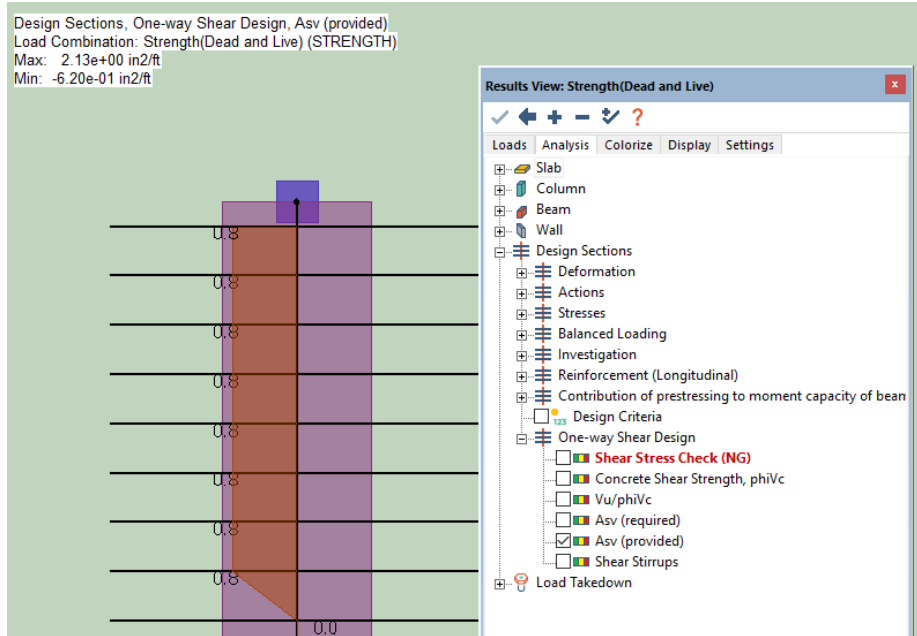 Design Sections, One-way Shear Design, Asv (provided)
Load Combination: Strength(Dead and Live) (STRENGTH)
Max: 2.13e+00 in2/ft
Min: -6.20e-01 in2/ft
Results View: Strength(Dead and Live)
Loads Analysis Colorize Display Settings
Slab
Column
Beam
Wall
Design Sections
Deformation
Actions
Stresses
Balanced Loading
Investigation
Reinforcement (Longitudinal)
Contribution of prestressing to moment capacity of bean
123 Design Criteria
One-way Shear Design
Shear Stress Check (NG)
Concrete Shear Strength, phiVc
Vu/phiVc
Asv (required)
Asv (provided)
Shear Stirrups
Load Takedown
0.8
0.8
0.8
0.8
0.8
0.8
0.8
0.8
0.0